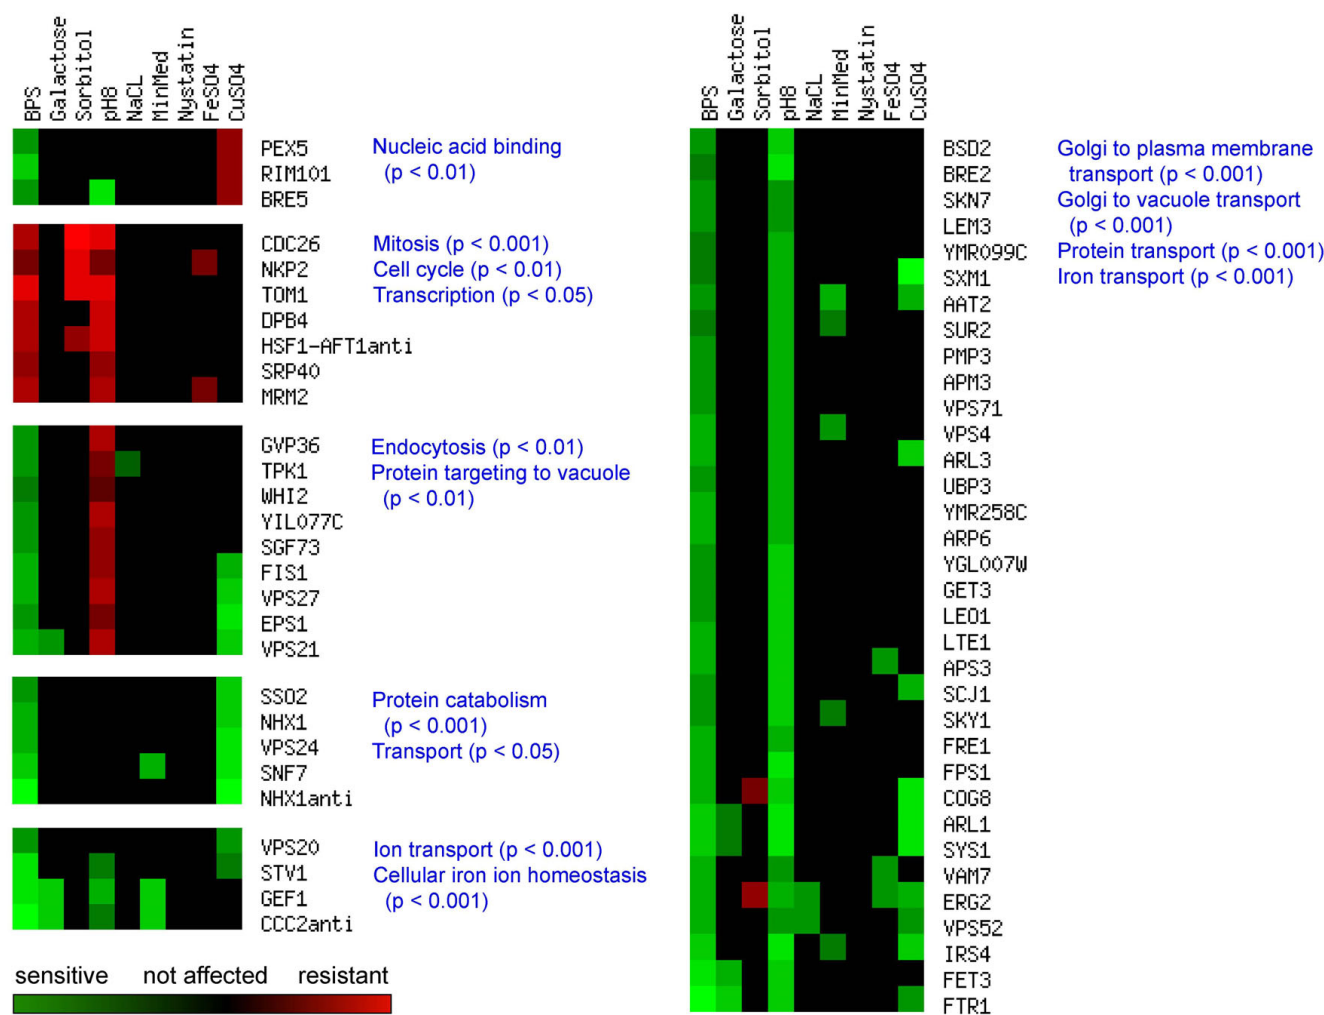 BPS
Galactose
Sorbitol
pH8
NaCL
MinMed
Nystatin
FeSO4
CuSO4
PEX5
RIM101
BRE5
Nucleic acid binding
(p < 0.01)
CDC26
NKP2
TOM1
DPB4
HSF1-AFT1anti
SRP40
MRM2
Mitosis (p < 0.001)
Cell cycle (p < 0.01)
Transcription (p < 0.05)
GVP36
TPK1
WHI2
YIL077C
SGF73
FIS1
VPS27
EPS1
VPS21
Endocytosis (p < 0.01)
Protein targeting to vacuole
(p < 0.01)
SSO2
NHX1
VPS24
SNF7
NHX1anti
Protein catabolism
(p < 0.001)
Transport (p < 0.05)
VPS20
STV1
GEF1
CCC2anti
Ion transport (p < 0.001)
Cellular iron ion homeostasis
(p < 0.001)
sensitive not affected resistant
BPS
Galactose
Sorbitol
pH8
NaCL
MinMed
Nystatin
FeSO4
CuSO4
BSD2
BRE2
SKN7
LEM3
YMR099C
SXM1
AAT2
SUR2
PMP3
APM3
VPS71
VPS4
ARL3
UBP3
YMR258C
ARP6
YGL007W
GET3
LEO1
LTE1
APS3
SCJ1
SKY1
FRE1
FPS1
COG8
ARL1
SYS1
VAM7
ERG2
VPS52
IRS4
FET3
FTR1
Golgi to plasma membrane
transport (p < 0.001)
Golgi to vacuole transport
(p < 0.001)
Protein transport (p < 0.001)
Iron transport (p < 0.001)